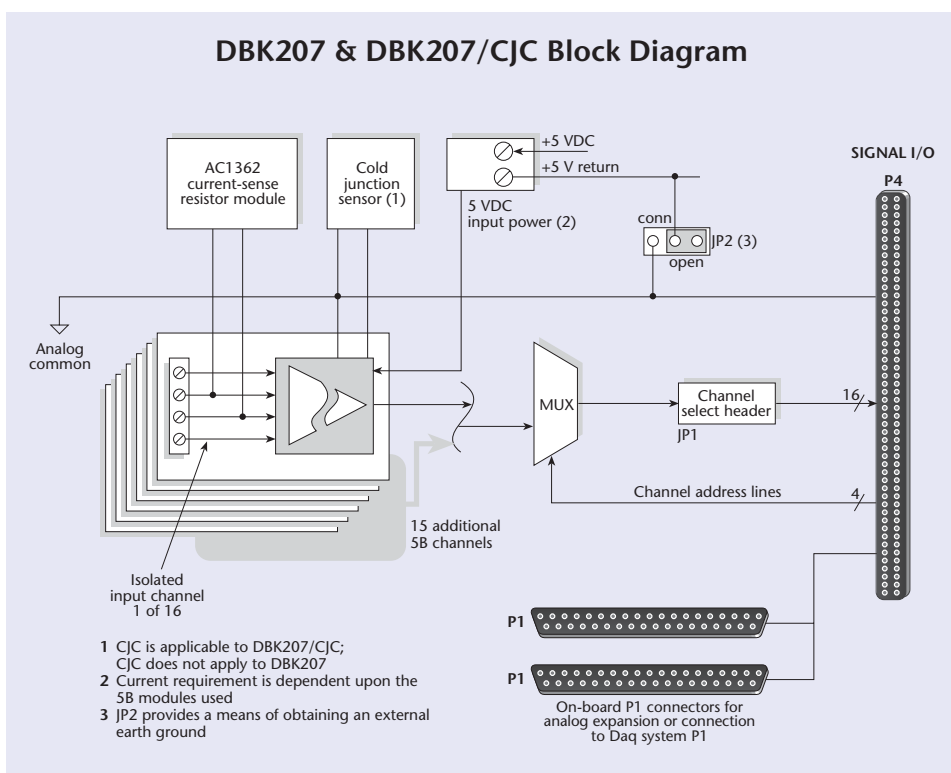 DBK207 & DBK207/CJC Block Diagram
AC1362
current-sense
resistor module
Cold
junction
sensor (1)
+5 VDC
+5 V return
5 VDC
input power (2)
SIGNAL I/O
P4
conn
JP2 (3)
open
Analog
common
MUX
Channel
select header
JP1
16
Channel address lines
4
15 additional
5B channels
Isolated
input channel
1 of 16
P1
P1
On-board P1 connectors for
analog expansion or connection
to Daq system P1
1 CJC is applicable to DBK207/CJC;
CJC does not apply to DBK207
2 Current requirement is dependent upon the
5B modules used
3 JP2 provides a means of obtaining an external
earth ground